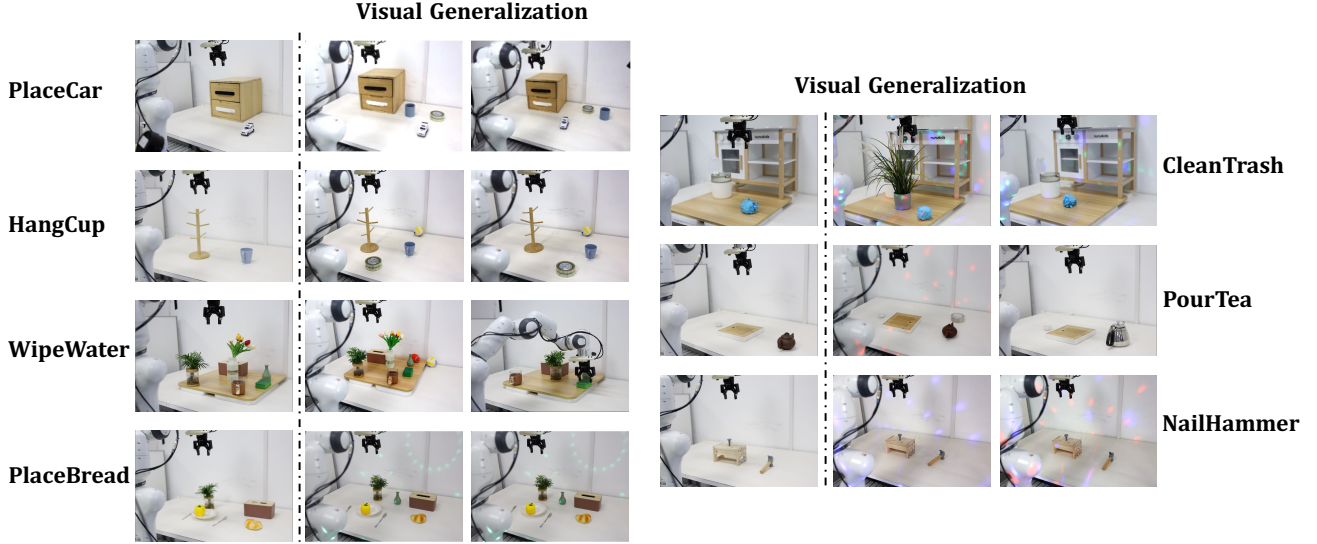 Visual Generalization
PlaceCar
HangCup
WipeWater
PlaceBread
Visual Generalization
CleanTrash
PourTea
NailHammer